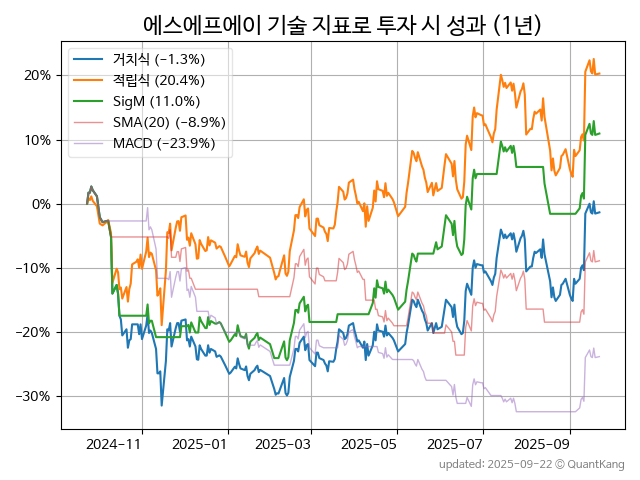 에스에프에이 기술 지표로 투자 시 성과 (1년)
거치식 (−1.3%)
적립식 (20.4%)
SigM (11.0%)
SMA(20) (−8.9%)
MACD (−23.9%)
20%
10%
0%
−10%
−20%
−30%
2024-11
2025-01
2025-03
2025-05
2025-07
2025-09
updated: 2025-09-22 © QuantKang